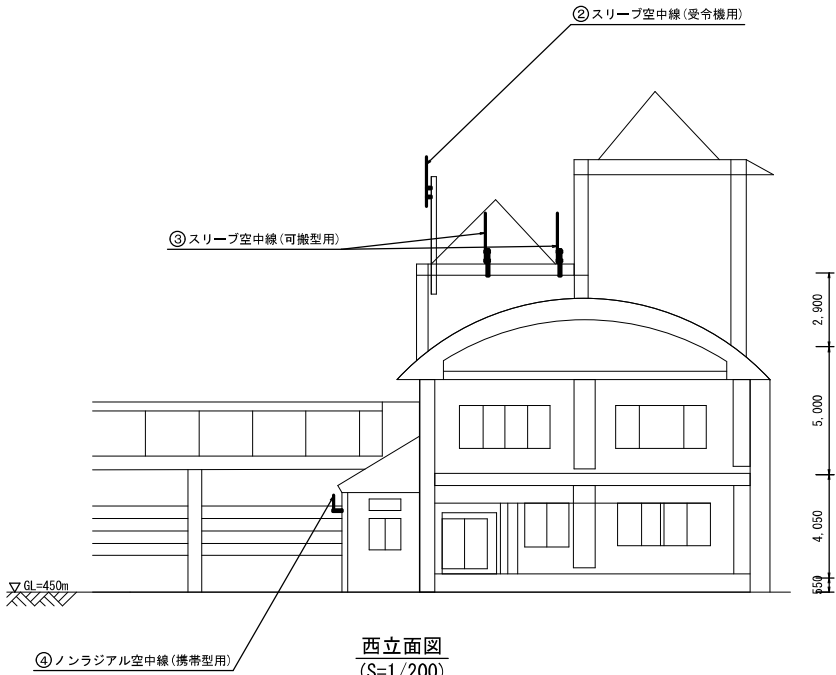 ②スリーブ空中線(受令機用)
③スリーブ空中線(可搬型用)
2,900
5,000
4,050
550
GL=450m
④ノンラジアル空中線(携帯型用)
西立面図
(S=1/200)